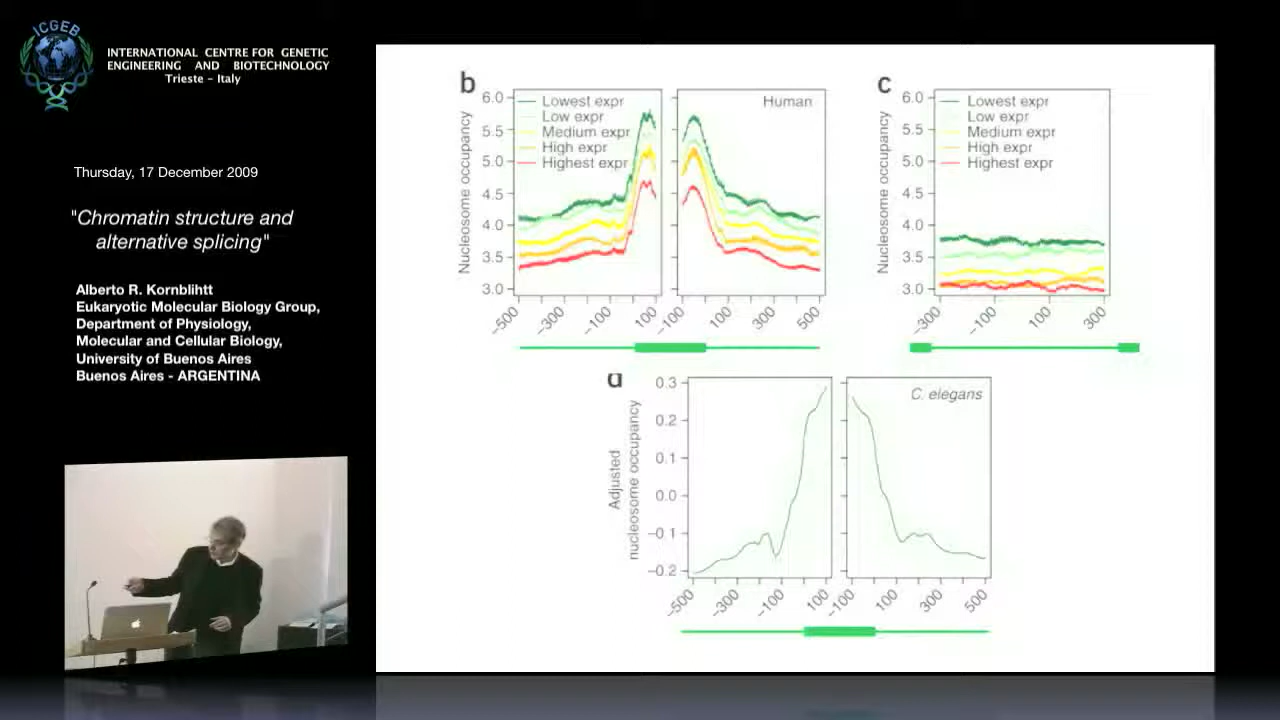 ICGEB
INTERNATIONAL CENTRE FOR GENETIC
ENGINEERING AND BIOTECHNOLOGY
Trieste - Italy
Thursday, 17 December 2009
"Chromatin structure and
alternative splicing"
Alberto R. Kornblihtt
Eukaryotic Molecular Biology Group,
Department of Physiology,
Molecular and Cellular Biology,
University of Buenos Aires
Buenos Aires - ARGENTINA
b
Nucleosome occupancy
6.0
5.5
5.0
4.5
4.0
3.5
3.0
Lowest expr
Low expr
Medium expr
High expr
Highest expr
Human
-500
-300
-100
100
-100
100
300
500
c
Nucleosome occupancy
6.0
5.5
5.0
4.5
4.0
3.5
3.0
Lowest expr
Low expr
Medium expr
High expr
Highest expr
-300
-100
100
300
d
Adjusted
nucleosome occupancy
0.3
0.2
0.1
0.0
-0.1
-0.2
C. elegans
-500
-300
-100
100
-100
100
300
500